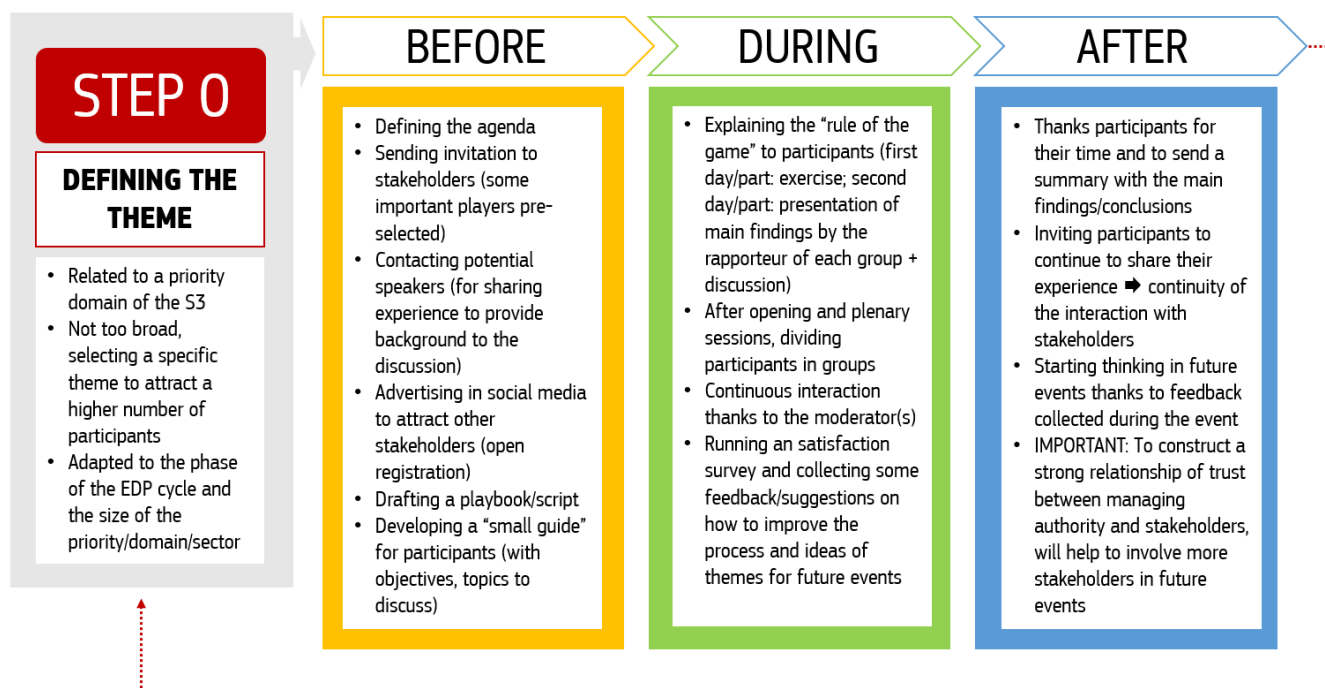 STEP 0
DEFINING THE
THEME
• Related to a priority
domain of the S3
• Not too broad,
selecting a specific
theme to attract a
higher number of
participants
• Adapted to the phase
of the EDP cycle and
the size of the
priority/domain/sector
BEFORE
• Defining the agenda
• Sending invitation to
stakeholders (some
important players pre-
selected)
• Contacting potential
speakers (for sharing
experience to provide
background to the
discussion)
• Advertising in social media
to attract other
stakeholders (open
registration)
• Drafting a playbook/script
• Developing a “small guide”
for participants (with
objectives, topics to
discuss)
DURING
• Explaining the “rule of the
game” to participants (first
day/part: exercise; second
day/part: presentation of
main findings by the
rapporteur of each group +
discussion)
• After opening and plenary
sessions, dividing
participants in groups
• Continuous interaction
thanks to the moderator(s)
• Running an satisfaction
survey and collecting some
feedback/suggestions on
how to improve the
process and ideas of
themes for future events
AFTER
• Thanks participants for
their time and to send a
summary with the main
findings/conclusions
• Inviting participants to
continue to share their
experience 🡆 continuity of
the interaction with
stakeholders
• Starting thinking in future
events thanks to feedback
collected during the event
• IMPORTANT: To construct a
strong relationship of trust
between managing
authority and stakeholders,
will help to involve more
stakeholders in future
events